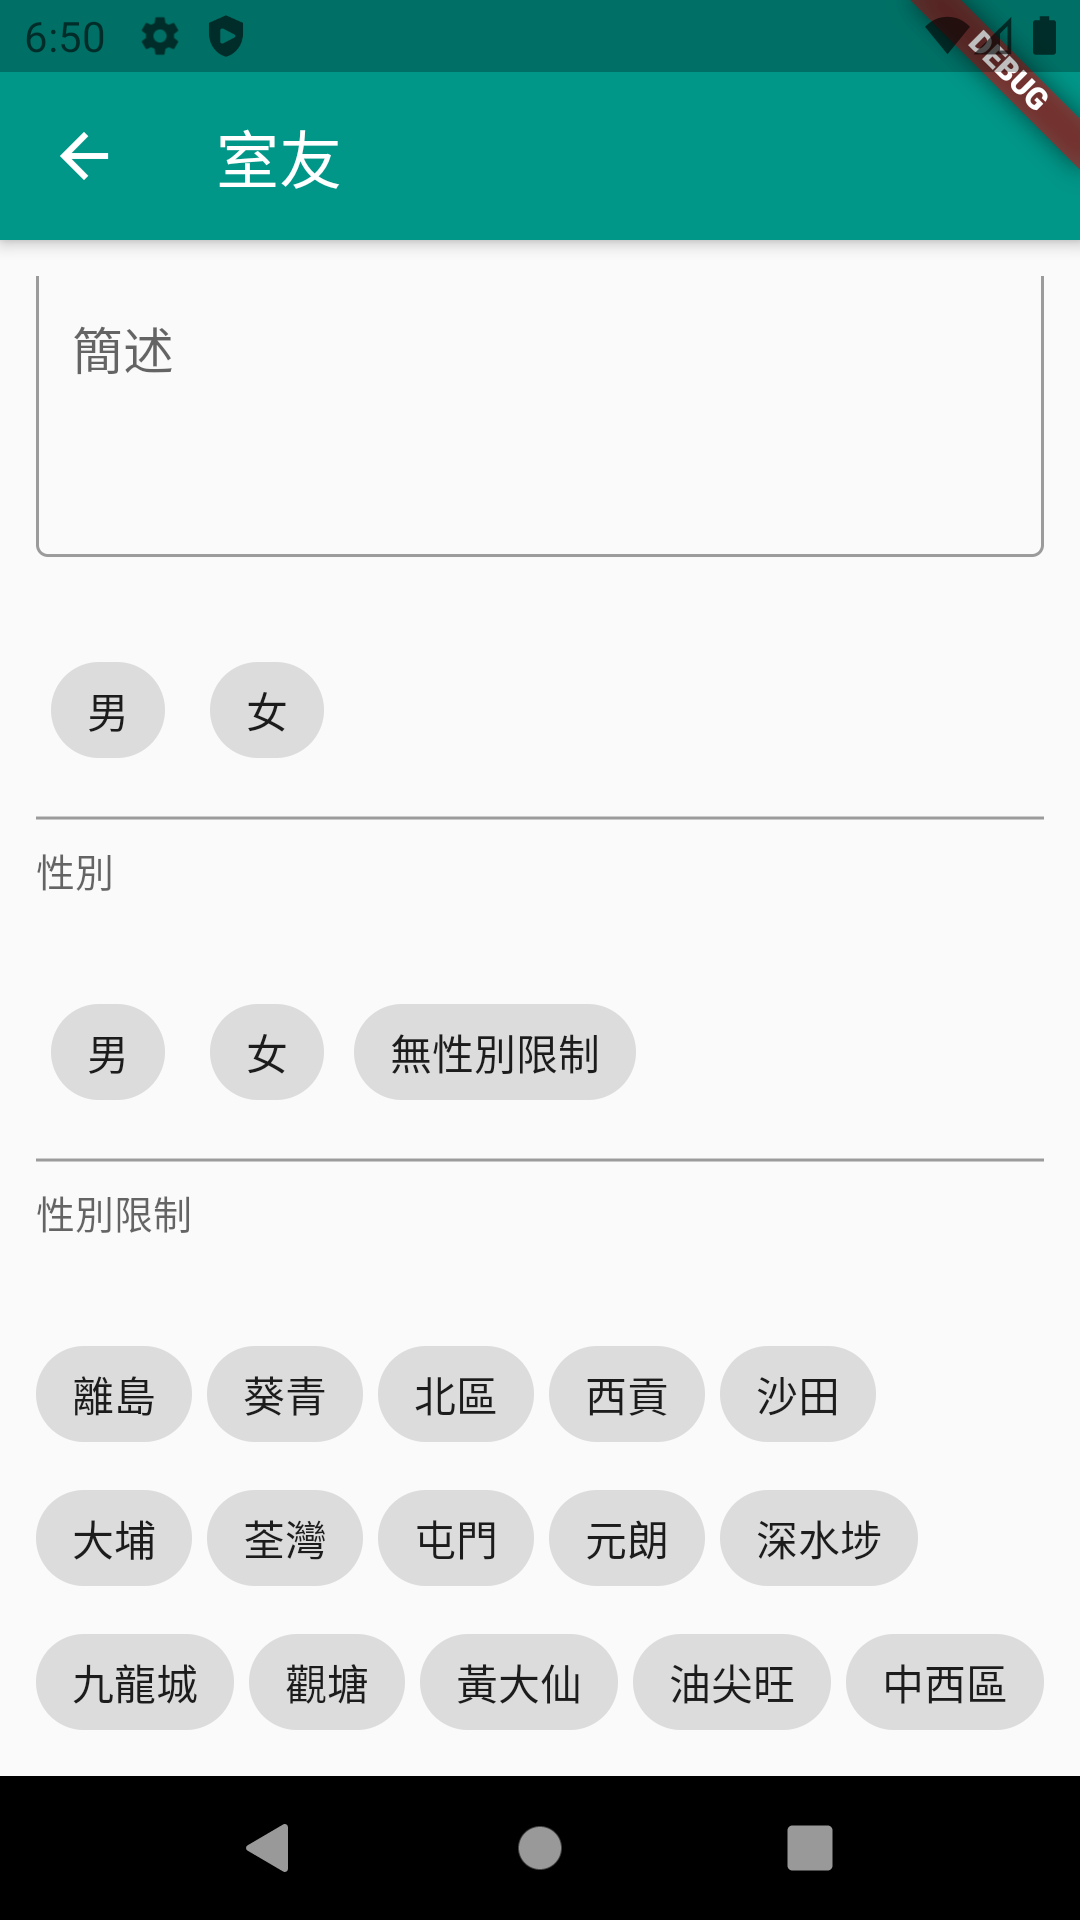 6:50
DEBUG
室友
簡述
男 女
性別
男 女 無性別限制
性別限制
離島 葵青 北區 西貢 沙田
大埔 荃灣 屯門 元朗 深水埗
九龍城 觀塘 黃大仙 油尖旺 中西區